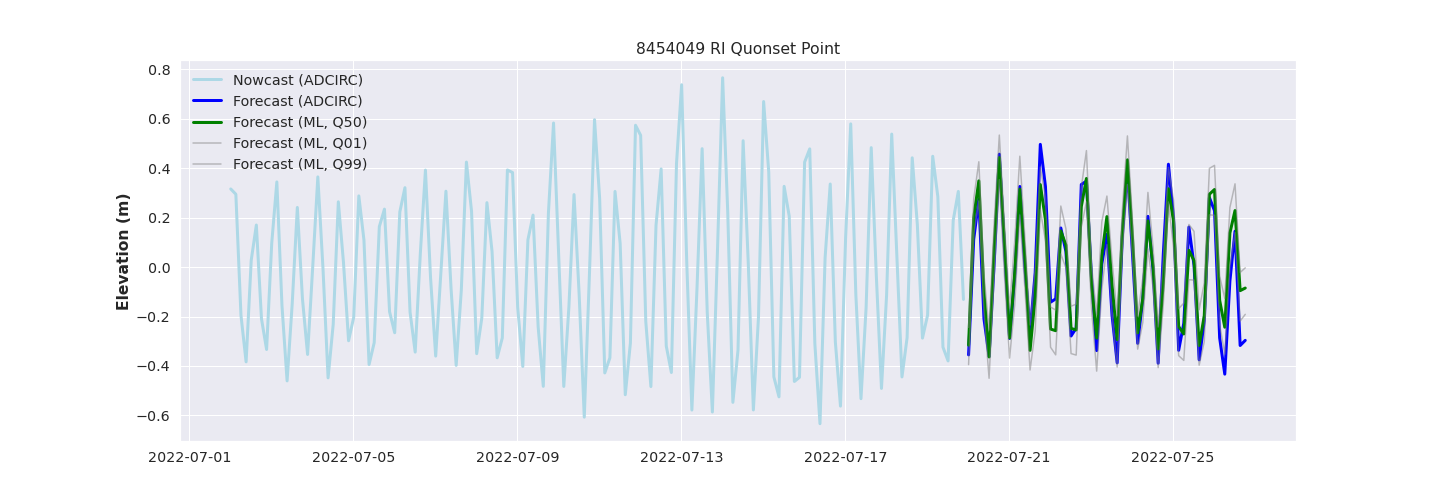 8454049 RI Quonset Point
Nowcast (ADCIRC)
Forecast (ADCIRC)
Forecast (ML, Q50)
Forecast (ML, Q01)
Forecast (ML, Q99)
Elevation (m)
0.8
0.6
0.4
0.2
0.0
−0.2
−0.4
−0.6
2022-07-01 2022-07-05 2022-07-09 2022-07-13 2022-07-17 2022-07-21 2022-07-25